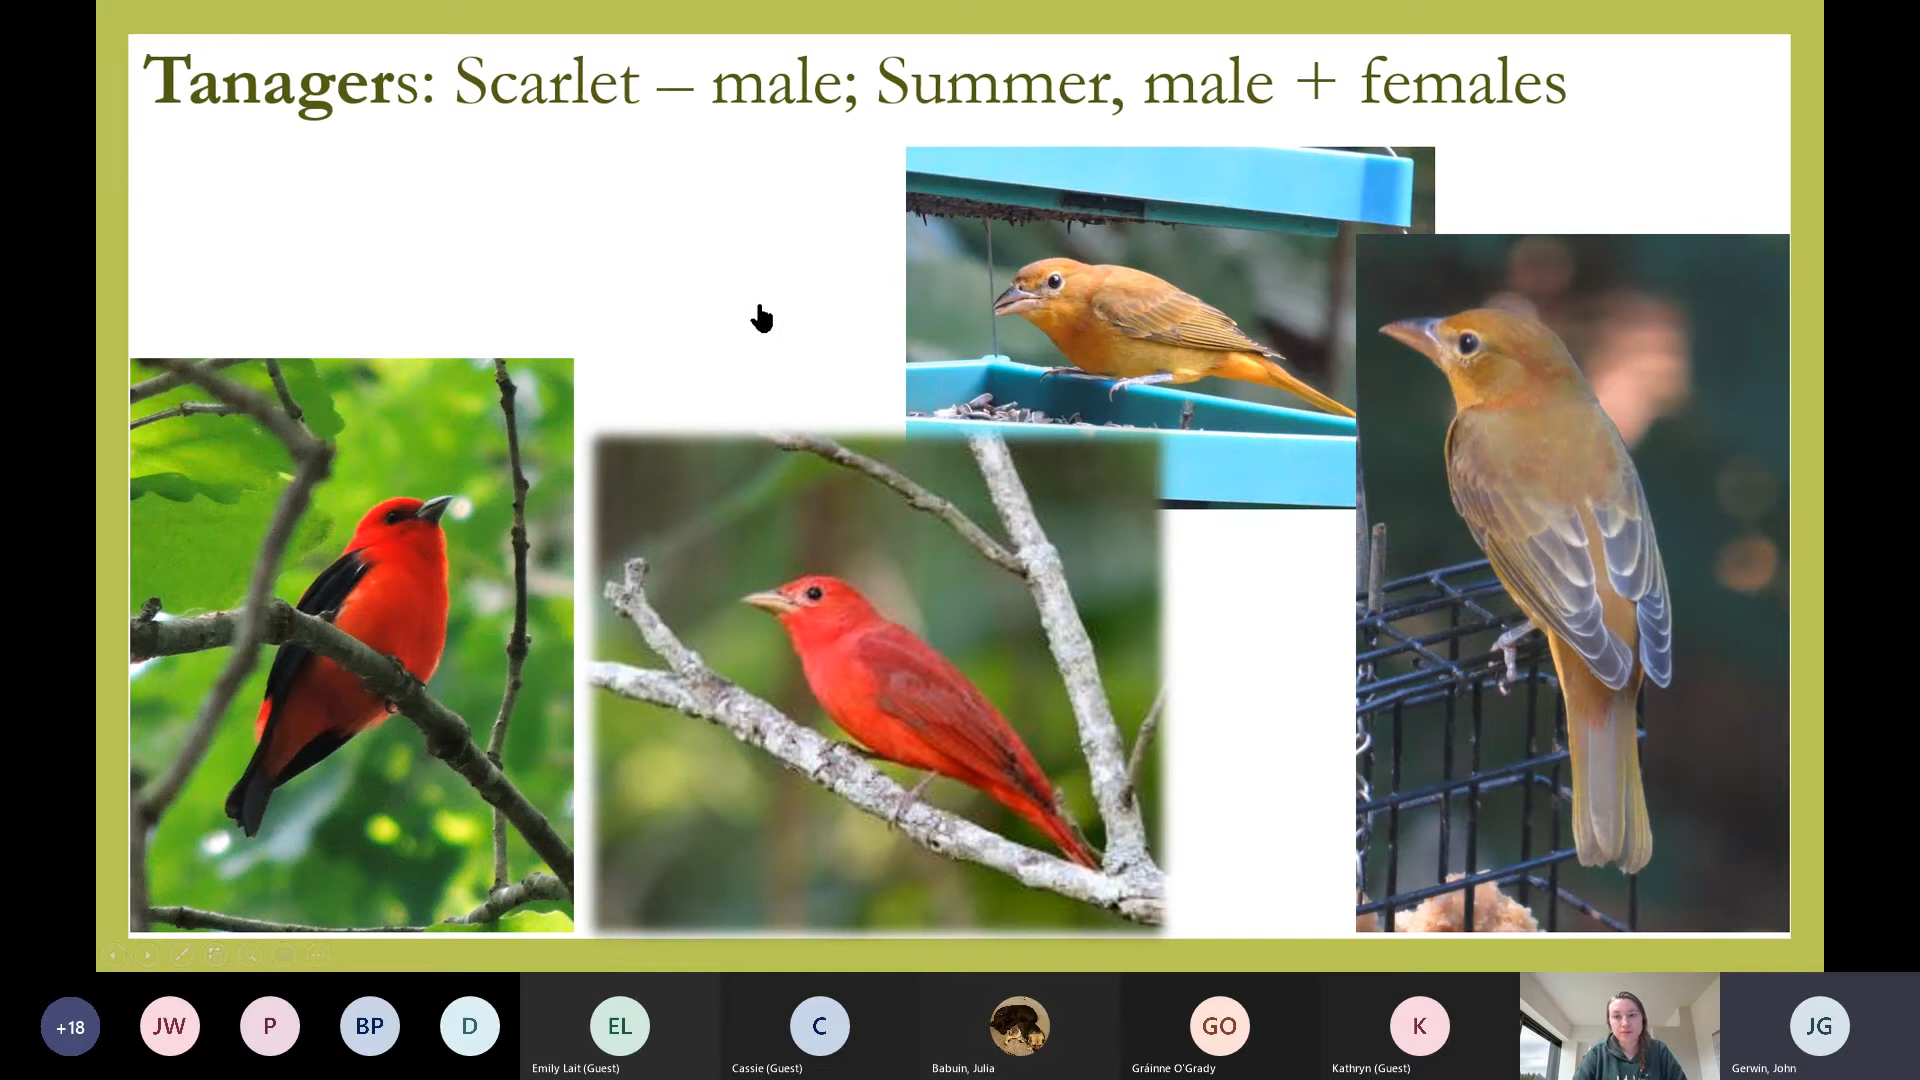 Tanagers: Scarlet – male; Summer, male + females
+18
JW
P
BP
D
EL
C
GO
K
JG
Emily Lait (Guest)
Cassie (Guest)
Babuin, Julia
Gráinne O'Grady
Kathryn (Guest)
Gerwin, John